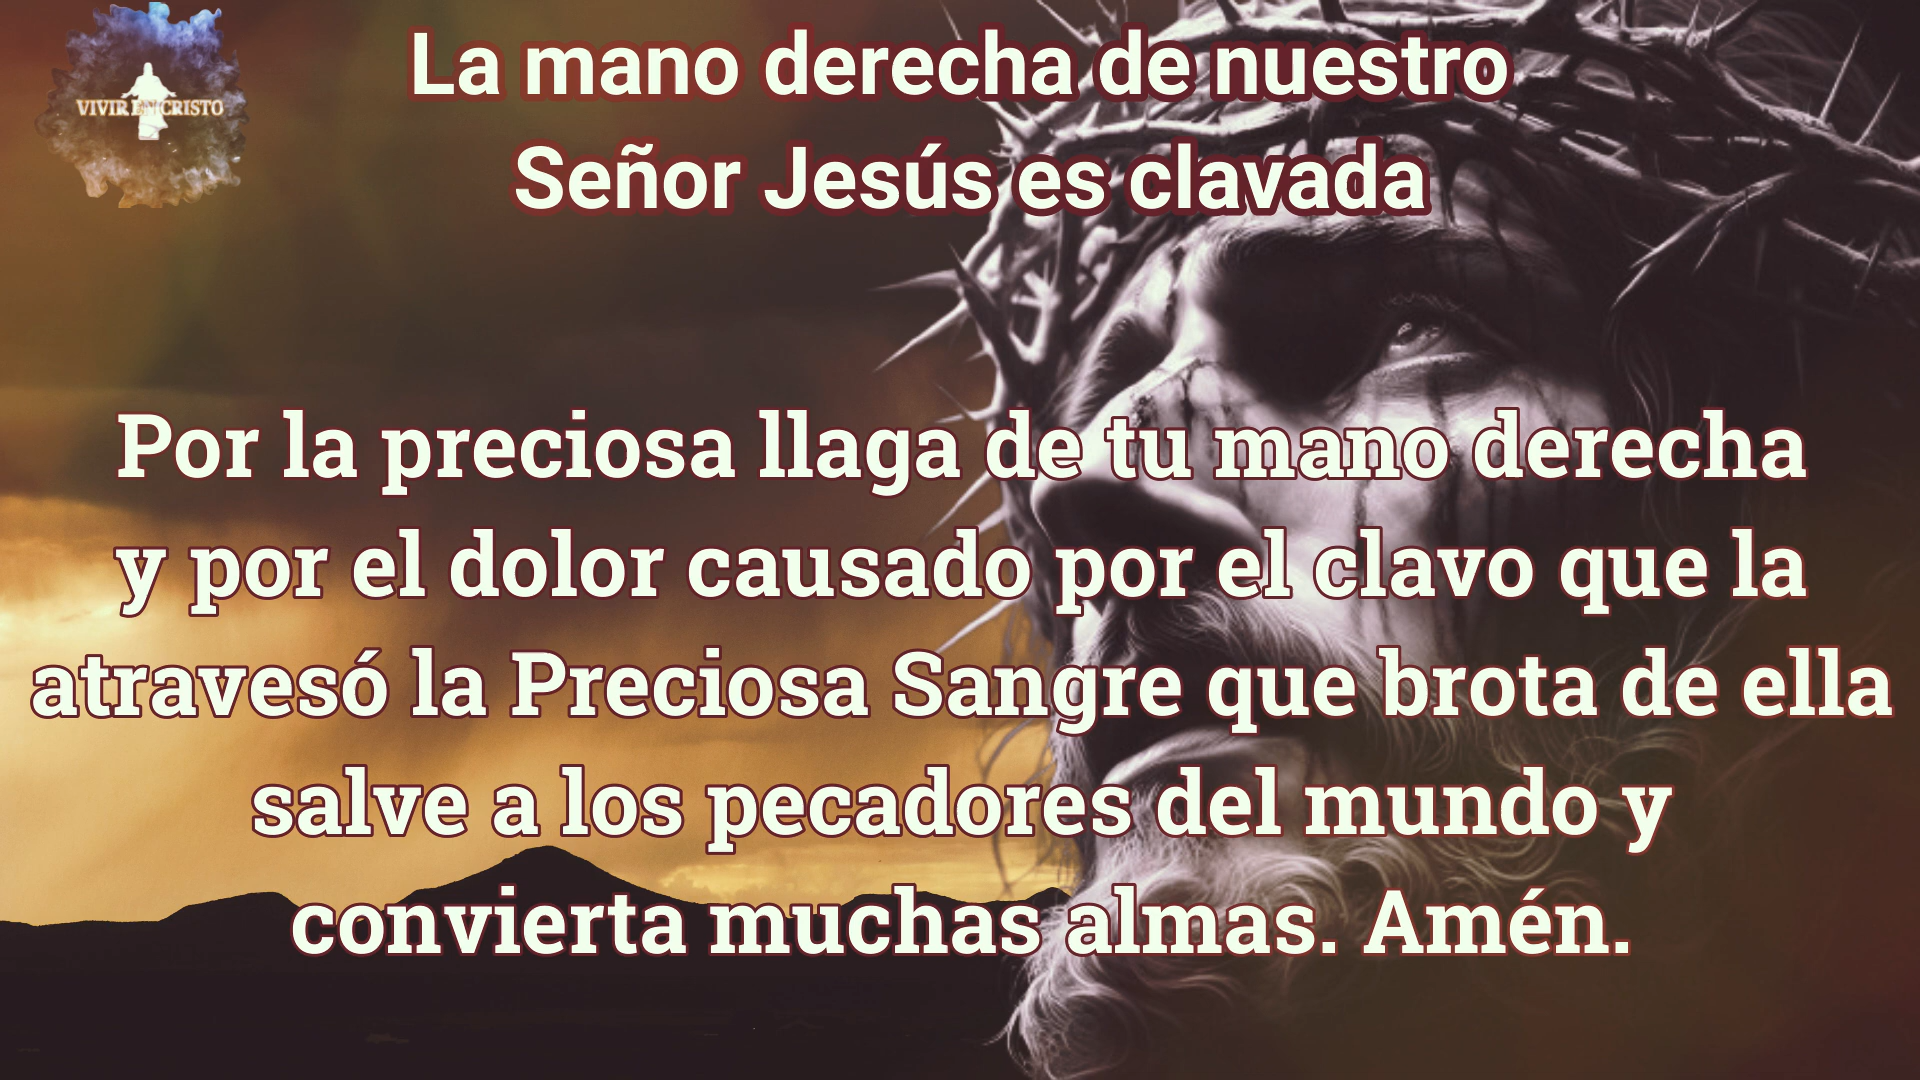 VIVIR EN CRISTO
La mano derecha de nuestro
Señor Jesús es clavada
Por la preciosa llaga de tu mano derecha
y por el dolor causado por el clavo que la
atravesó la Preciosa Sangre que brota de ella
salve a los pecadores del mundo y
convierta muchas almas. Amén.